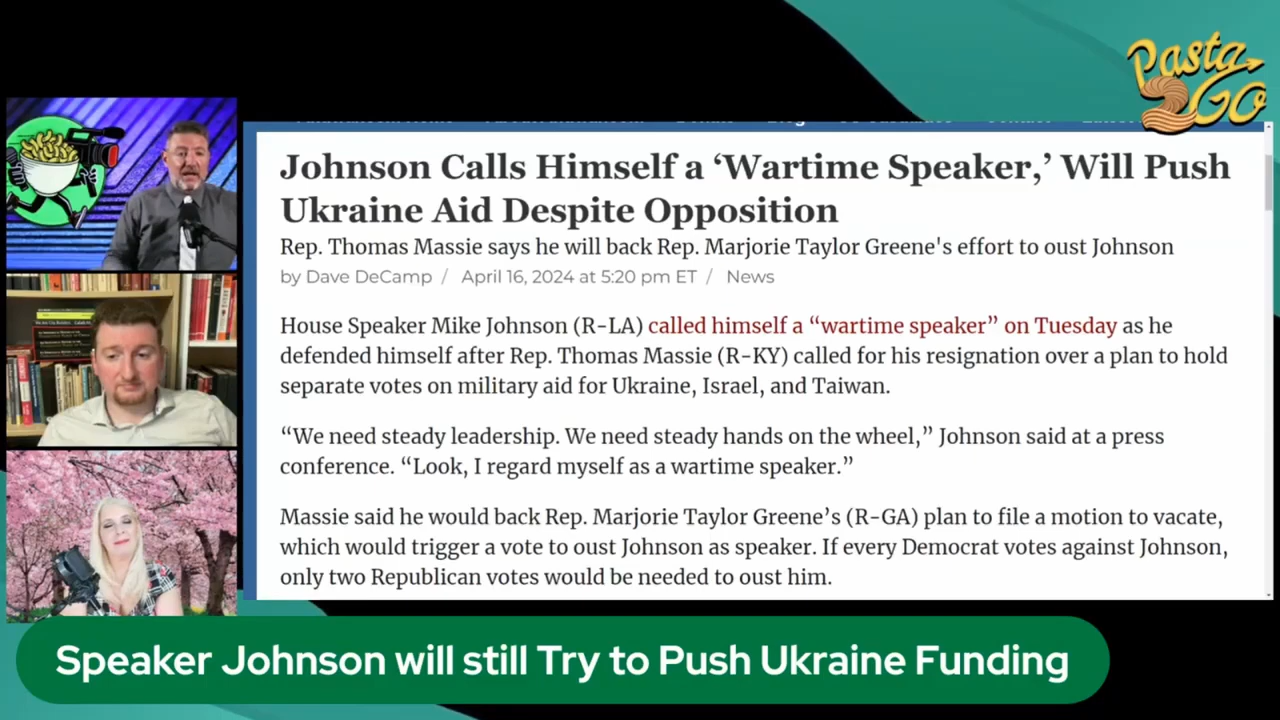 Pasta
2GO
Johnson Calls Himself a ‘Wartime Speaker,’ Will Push
Ukraine Aid Despite Opposition
Rep. Thomas Massie says he will back Rep. Marjorie Taylor Greene's effort to oust Johnson
by Dave DeCamp / April 16, 2024 at 5:20 pm ET / News
House Speaker Mike Johnson (R-LA) called himself a “wartime speaker” on Tuesday as he
defended himself after Rep. Thomas Massie (R-KY) called for his resignation over a plan to hold
separate votes on military aid for Ukraine, Israel, and Taiwan.
“We need steady leadership. We need steady hands on the wheel,” Johnson said at a press
conference. “Look, I regard myself as a wartime speaker.”
Massie said he would back Rep. Marjorie Taylor Greene’s (R-GA) plan to file a motion to vacate,
which would trigger a vote to oust Johnson as speaker. If every Democrat votes against Johnson,
only two Republican votes would be needed to oust him.
Speaker Johnson will still Try to Push Ukraine Funding